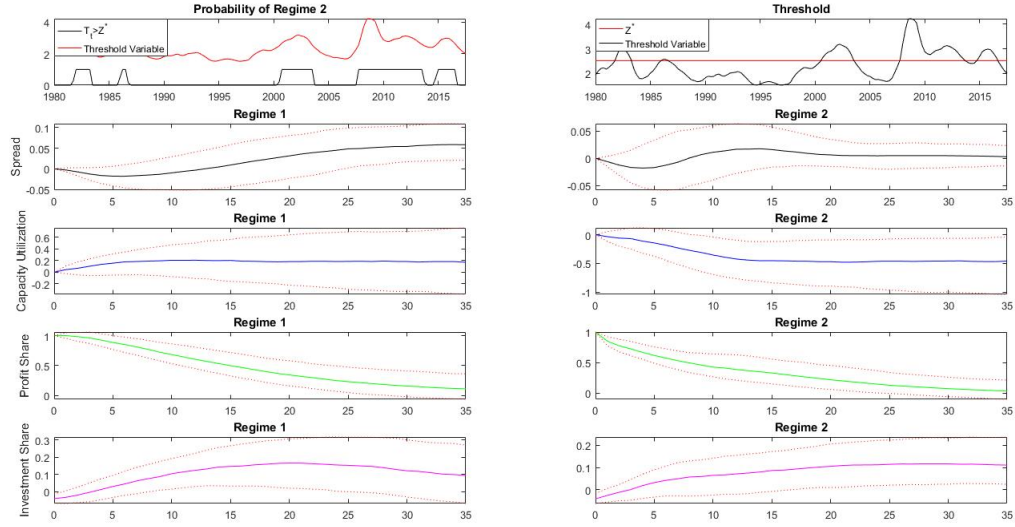 Probability of Regime 2
4
2
0
T_t>Z*
Threshold Variable
1980 1985 1990 1995 2000 2005 2010 2015
Threshold
4
3
2
Z*
Threshold Variable
1980 1985 1990 1995 2000 2005 2010 2015
Regime 1
Spread
0.1
0.05
0
-0.05
0 5 10 15 20 25 30 35
Regime 2
0.05
0
-0.05
0 5 10 15 20 25 30 35
Regime 1
Capacity Utilization
0.6
0.4
0.2
0
-0.2
0 5 10 15 20 25 30 35
Regime 2
0
-0.5
-1
0 5 10 15 20 25 30 35
Regime 1
Profit Share
1
0.5
0
0 5 10 15 20 25 30 35
Regime 2
1
0.5
0
0 5 10 15 20 25 30 35
Regime 1
Investment Share
0.3
0.2
0.1
0
0 5 10 15 20 25 30 35
Regime 2
0.2
0.1
0
0 5 10 15 20 25 30 35